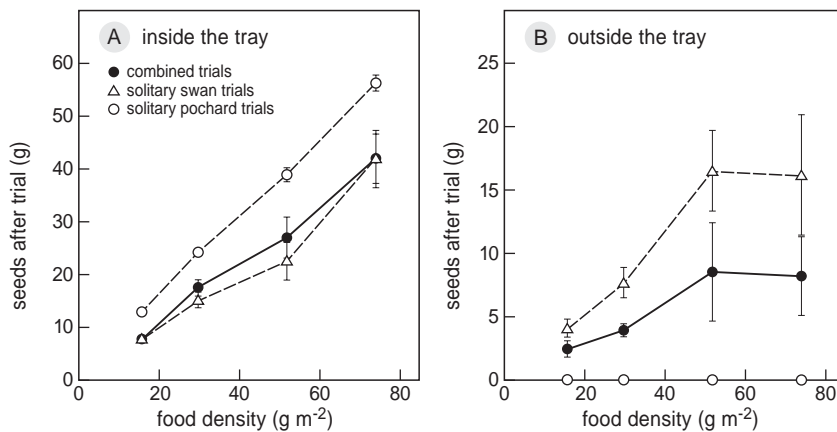 A inside the tray
combined trials
solitary swan trials
solitary pochard trials
seeds after trial (g)
60
50
40
30
20
10
0
0 20 40 60 80
food density (g m-2)
B outside the tray
seeds after trial (g)
25
20
15
10
5
0
0 20 40 60 80
food density (g m-2)